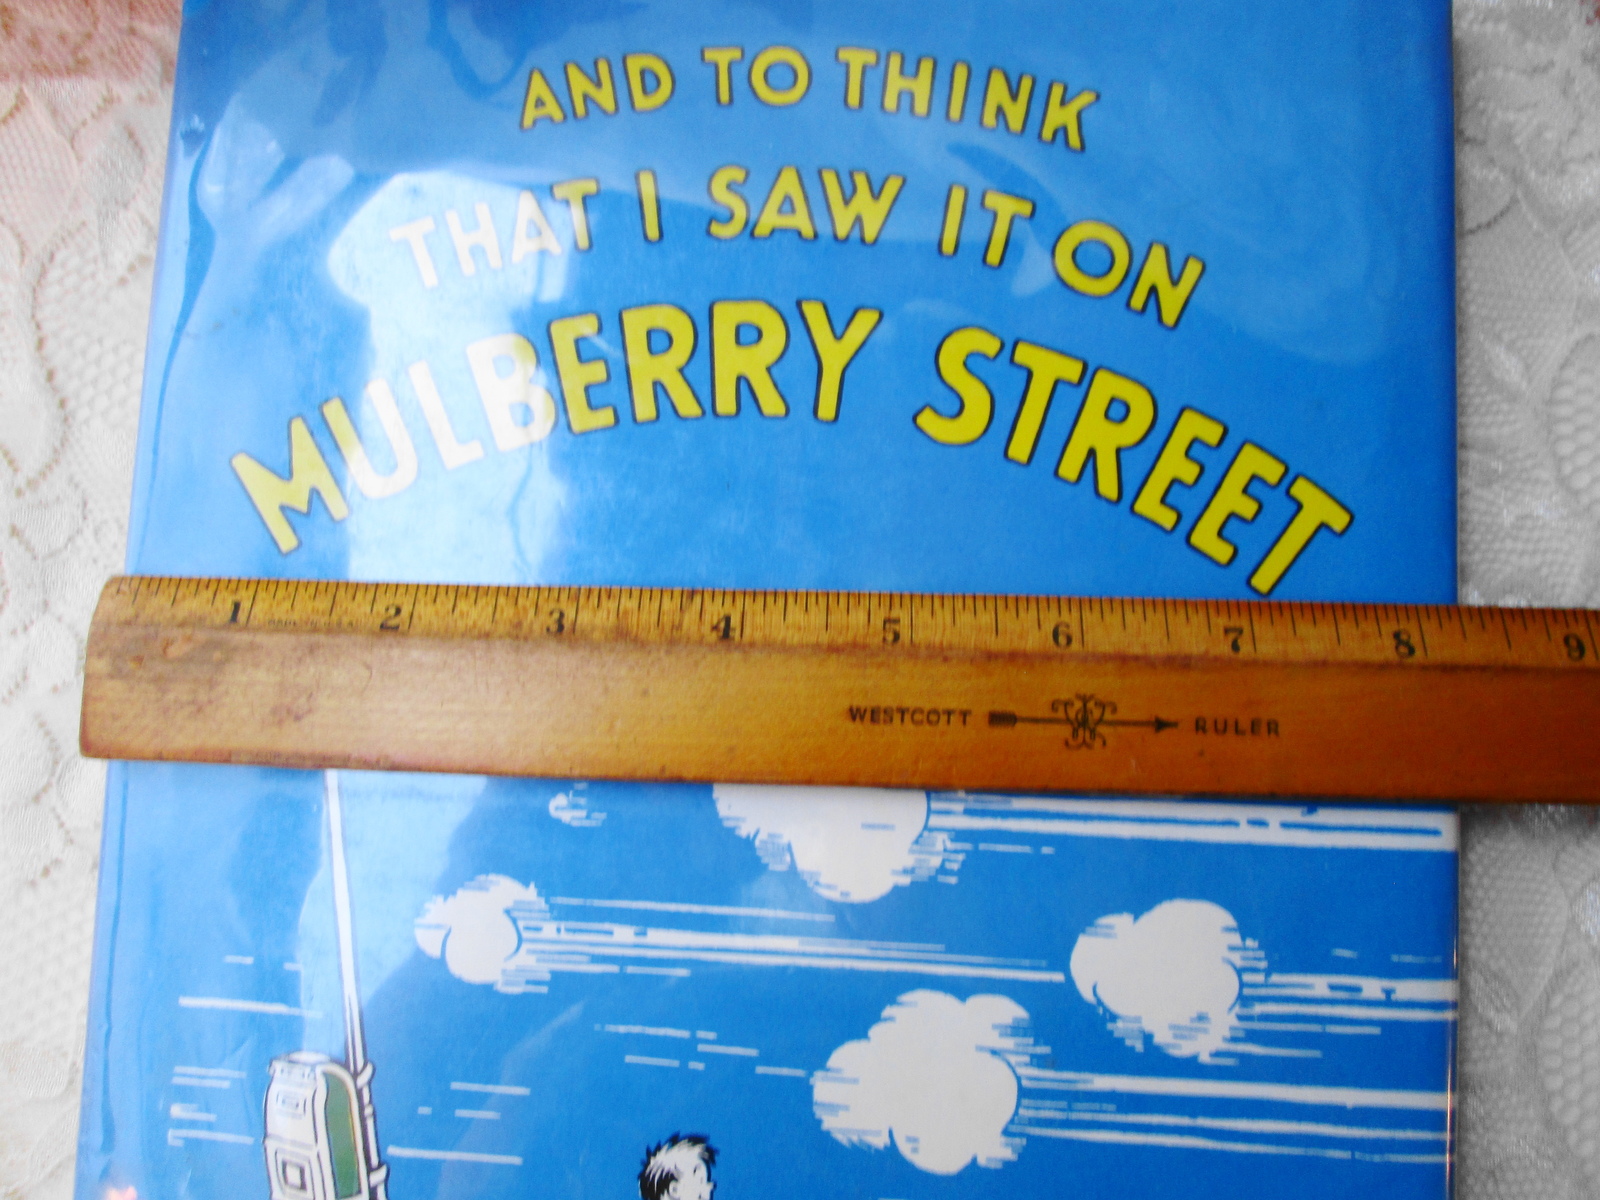 AND TO THINK
THAT I SAW IT ON
MULBERRY STREET
1 2 3 4 5 6 7 8 9
WESTCOTT RULER